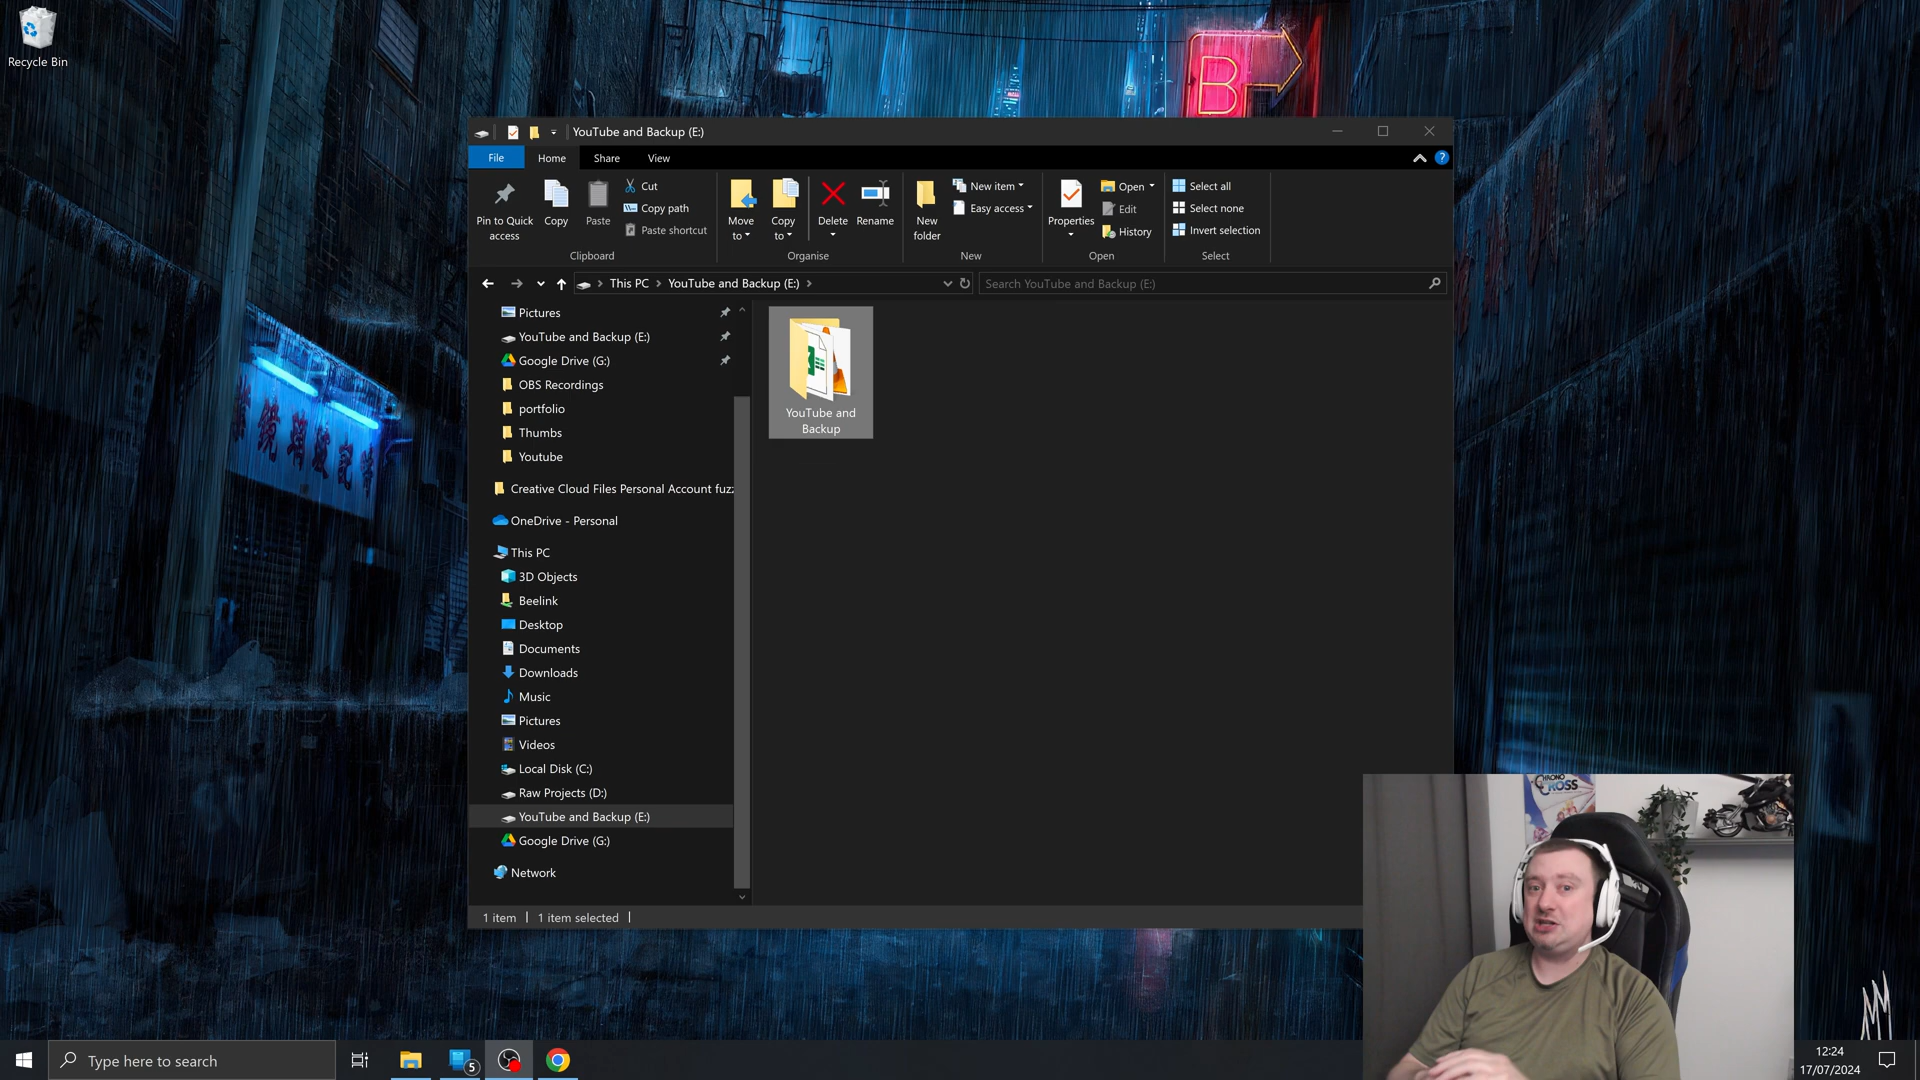 Recycle Bin
B
YouTube and Backup (E:)
File Home Share View
Pin to Quick access
Copy
Paste
Cut
Copy path
Paste shortcut
Clipboard
Move to
Copy to
Delete
Rename
Organise
New folder
New item
Easy access
New
Properties
Open
Edit
History
Open
Select all
Select none
Invert selection
Select
This PC > YouTube and Backup (E:) >
Search YouTube and Backup (E:)
Pictures
YouTube and Backup (E:)
Google Drive (G:)
OBS Recordings
portfolio
Thumbs
Youtube
Creative Cloud Files Personal Account fuz
OneDrive - Personal
This PC
3D Objects
Beelink
Desktop
Documents
Downloads
Music
Pictures
Videos
Local Disk (C:)
Raw Projects (D:)
YouTube and Backup (E:)
Google Drive (G:)
Network
YouTube and
Backup
1 item
1 item selected
CHRONO
CROSS
Type here to search
5
12:24
17/07/2024